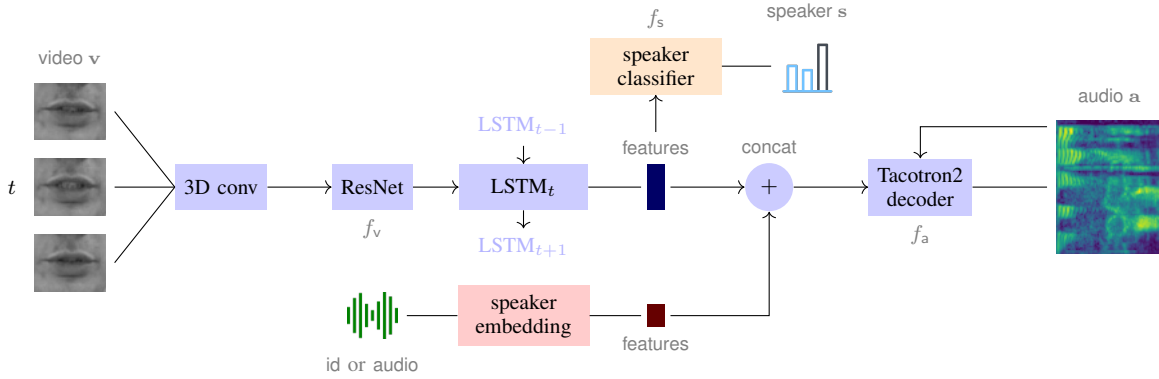 speaker s
f_s
video v
speaker
classifier
audio a
LSTM_{t−1}
features
concat
t
3D conv
ResNet
LSTM_t
+
Tacotron2
decoder
f_v
f_a
LSTM_{t+1}
speaker
embedding
features
id or audio